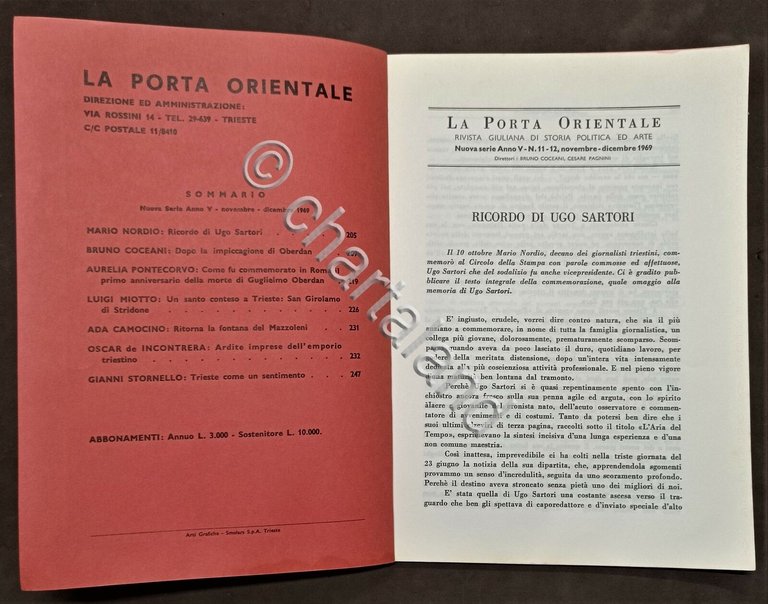 LA PORTA ORIENTALE
DIREZIONE ED AMMINISTRAZIONE:
VIA ROSSINI 14 - TEL. 29-639 - TRIESTE
C/C POSTALE 11/8410
SOMMARIO
Nuova Serie Anno V - novembre - dicembre 1969
MARIO NORDIO: Ricordo di Ugo Sartori . . . . . 205
BRUNO COCEANI: Dopo la impiccagione di Oberdan
AURELIA PONTECORVO: Come fu commemorato in Roma il
primo anniversario della morte di Guglielmo Oberdan 219
LUIGI MIOTTO: Un santo conteso a Trieste: San Girolamo
di Stridone . . . . . 226
ADA CAMOCINO: Ritorna la fontana del Mazzoleni . 231
OSCAR de INCONTRERA: Ardite imprese dell'emporio
triestino . . . . . 232
GIANNI STORNELLO: Trieste come un sentimento . . . 247
ABBONAMENTI: Annuo L. 3.000 - Sostenitore L. 10.000.
Arti Grafiche - Smolars S.p.A. Trieste
LA PORTA ORIENTALE
RIVISTA GIULIANA DI STORIA POLITICA ED ARTE
Nuova serie Anno V - N. 11 - 12, novembre - dicembre 1969
Direttori: BRUNO COCEANI, CESARE PAGNINI
RICORDO DI UGO SARTORI
Il 10 ottobre Mario Nordio, decano dei giornalisti triestini, com-
memorò al Circolo della Stampa con parole commosse ed affettuose,
Ugo Sartori che del sodalizio fu anche vicepresidente. Ci è gradito pub-
blicare il testo integrale della commemorazione, quale omaggio alla
memoria di Ugo Sartori.
E' ingiusto, crudele, vorrei dire contro natura, che sia il più
anziano a commemorare, in nome di tutta la famiglia giornalistica, un
collega più giovane, dolorosamente, prematuramente scomparso. Scom-
parso quando aveva da poco lasciato il duro, quotidiano lavoro, per
godere della meritata distensione, dopo un'intera vita intensamente
dedicata alla più coscienziosa attività professionale. E nel pieno vigore
d'una maturità ben lontana dal tramonto.
Perchè Ugo Sartori si è quasi repentinamente spento con l'in-
chiostro ancora fresco sulla sua penna agile ed arguta, con lo spirito
àlacre e giovanile del cronista nato, dell'acuto osservatore e commen-
tatore di avvenimenti e di costumi. Tanto da potersi ben dire che i
suoi ultimi elzeviri di terza pagina, raccolti sotto il titolo «L'Aria del
Tempo», esprimevano la sintesi incisiva d'una lunga esperienza e d'una
non comune maestria.
Così inattesa, imprevedibile ci ha colti nella triste giornata del
23 giugno la notizia della sua dipartita, che, apprendendola sgomenti
provammo un senso d'incredulità, seguita da uno scoramento profondo.
Perchè il destino aveva stroncato senza pietà uno dei migliori di noi.
E' stata quella di Ugo Sartori una costante ascesa verso il tra-
guardo che ben gli spettava di caporedattore e d'inviato speciale d'alto
© chartaland